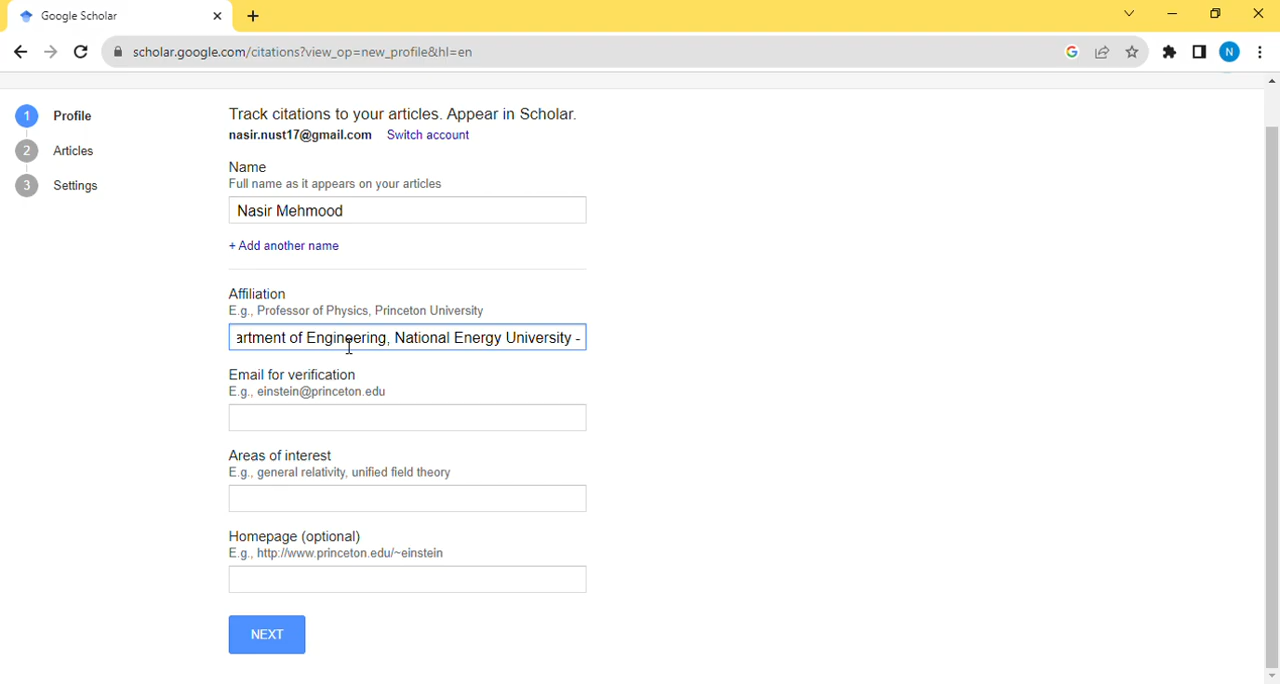 Google Scholar
scholar.google.com/citations?view_op=new_profile&hl=en
N
1 Profile
2 Articles
3 Settings
Track citations to your articles. Appear in Scholar.
nasir.nust17@gmail.com Switch account
Name
Full name as it appears on your articles
Nasir Mehmood
+ Add another name
Affiliation
E.g., Professor of Physics, Princeton University
artment of Engineering, National Energy University -
Email for verification
E.g., einstein@princeton.edu
Areas of interest
E.g., general relativity, unified field theory
Homepage (optional)
E.g., http://www.princeton.edu/~einstein
NEXT